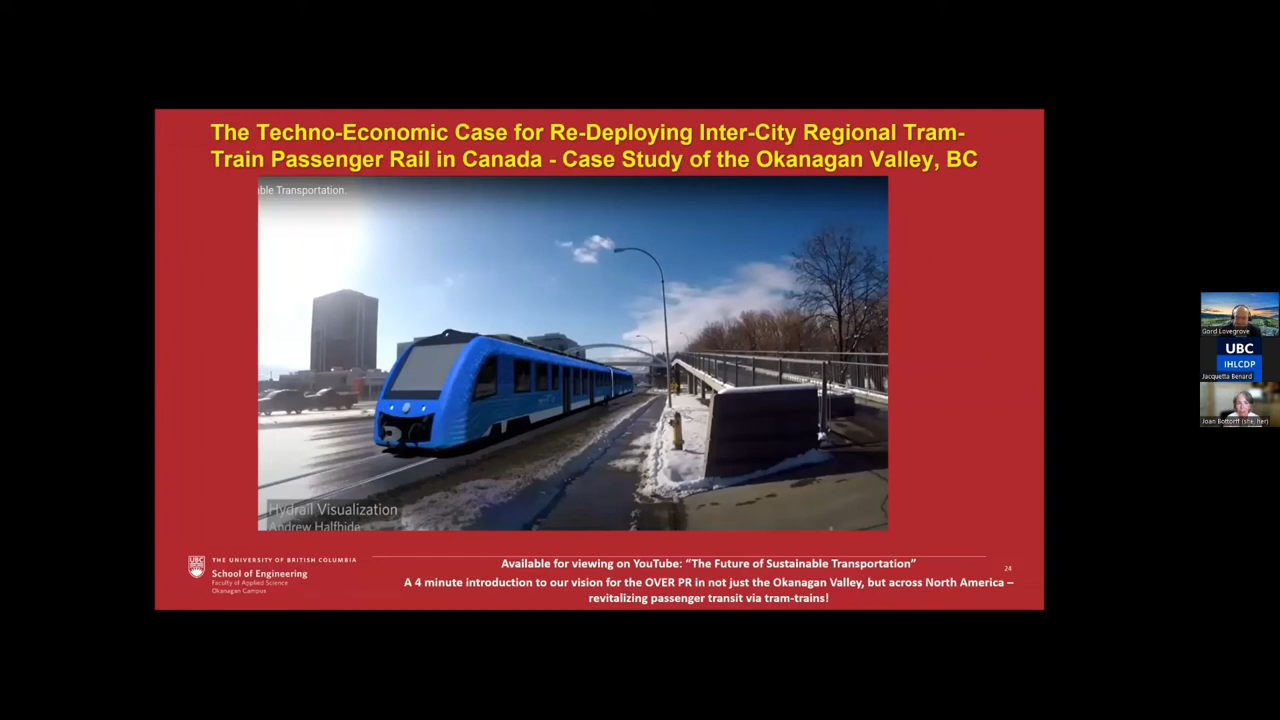 The Techno-Economic Case for Re-Deploying Inter-City Regional Tram-
Train Passenger Rail in Canada - Case Study of the Okanagan Valley, BC
ble Transportation.
Hydrail Visualization
Andrew Halfhide
UBC
THE UNIVERSITY OF BRITISH COLUMBIA
School of Engineering
Faculty of Applied Science
Okanagan Campus
Available for viewing on YouTube: “The Future of Sustainable Transportation”
A 4 minute introduction to our vision for the OVER PR in not just the Okanagan Valley, but across North America –
revitalizing passenger transit via tram-trains!
24
Gord Lovegrove
UBC
IHLCDP
Jacquetta Benard
Joan Bottorff (she, her)